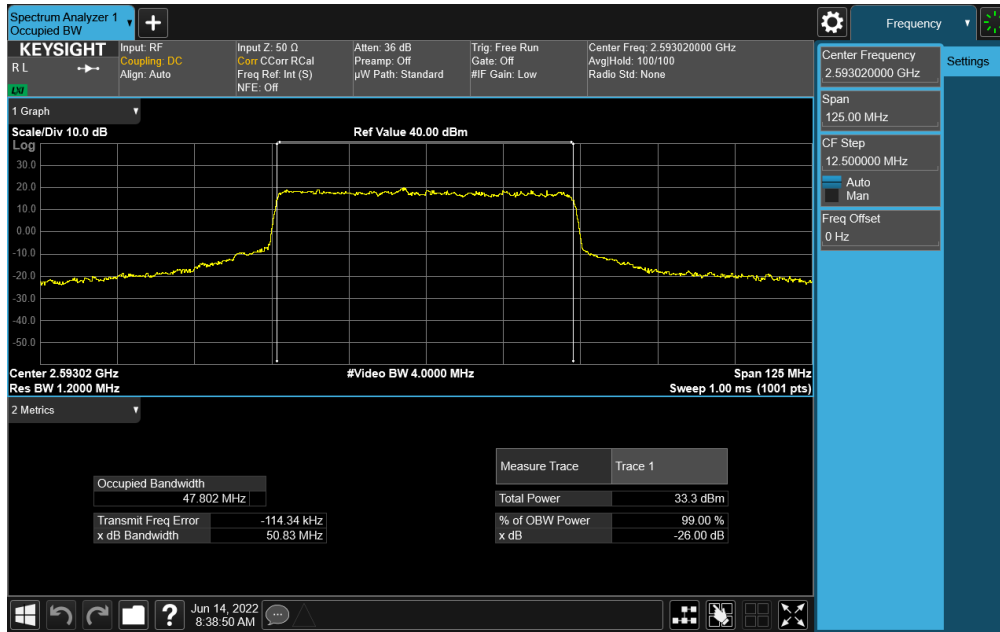 Spectrum Analyzer 1
Occupied BW
Frequency
KEYSIGHT
R L
LXI
Input: RF
Coupling: DC
Align: Auto
Input Z: 50 Ω
Corr CCorr RCal
Freq Ref: Int (S)
NFE: Off
Atten: 36 dB
Preamp: Off
µW Path: Standard
Trig: Free Run
Gate: Off
#IF Gain: Low
Center Freq: 2.593020000 GHz
Avg|Hold: 100/100
Radio Std: None
Center Frequency
2.593020000 GHz
Settings
Span
125.00 MHz
CF Step
12.500000 MHz
Auto
Man
Freq Offset
0 Hz
1 Graph
Scale/Div 10.0 dB
Ref Value 40.00 dBm
Log
30.0
20.0
10.0
0.00
-10.0
-20.0
-30.0
-40.0
-50.0
Center 2.59302 GHz
#Video BW 4.0000 MHz
Span 125 MHz
Res BW 1.2000 MHz
Sweep 1.00 ms (1001 pts)
2 Metrics
Measure Trace
Trace 1
Occupied Bandwidth
47.802 MHz
Total Power
33.3 dBm
Transmit Freq Error
-114.34 kHz
% of OBW Power
99.00 %
x dB Bandwidth
50.83 MHz
x dB
-26.00 dB
?
Jun 14, 2022
8:38:50 AM